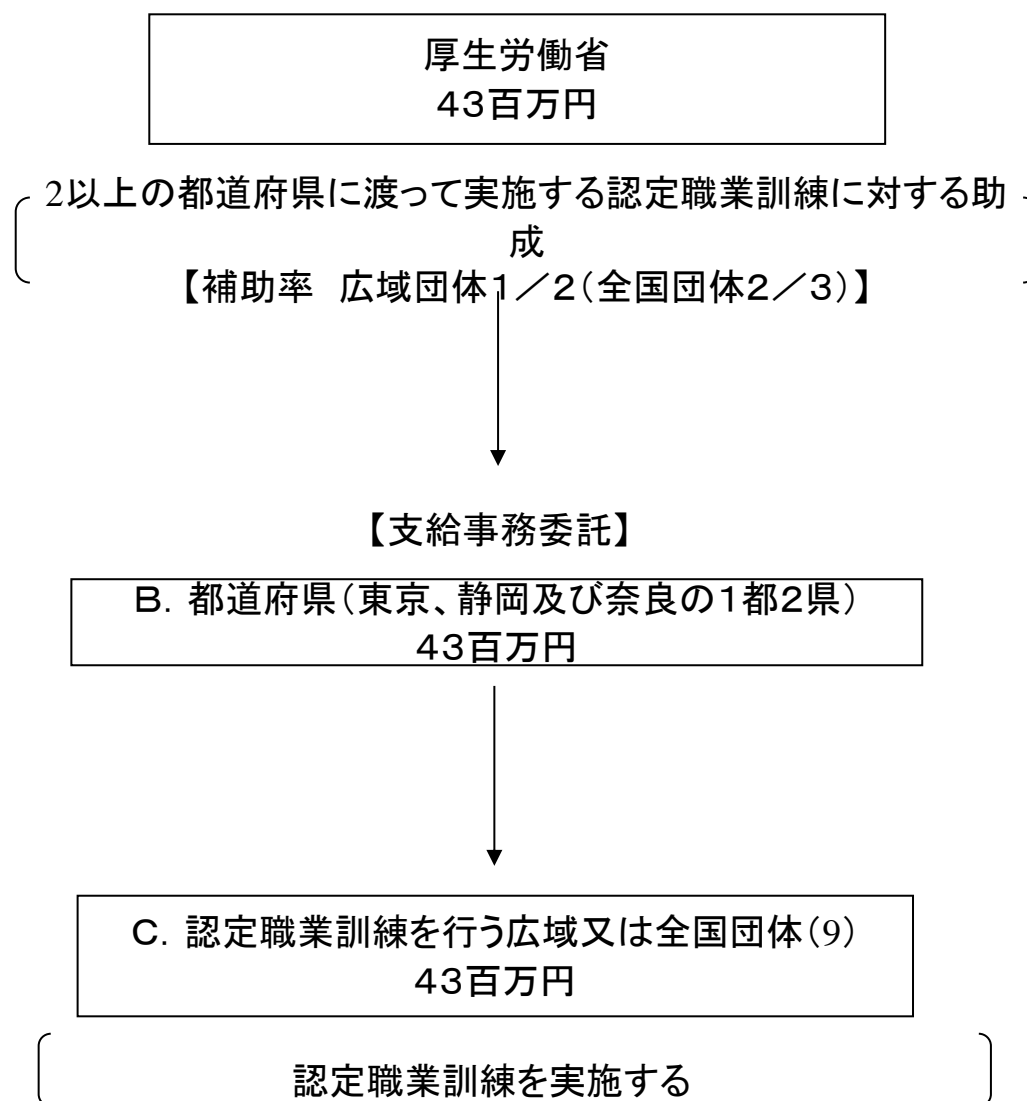 厚生労働省
43百万円
2以上の都道府県に渡って実施する認定職業訓練に対する助
成
【補助率　広域団体1／2（全国団体2／3）】
【支給事務委託】
B．都道府県（東京、静岡及び奈良の1都2県）
43百万円
C．認定職業訓練を行う広域又は全国団体（9）
43百万円
認定職業訓練を実施する